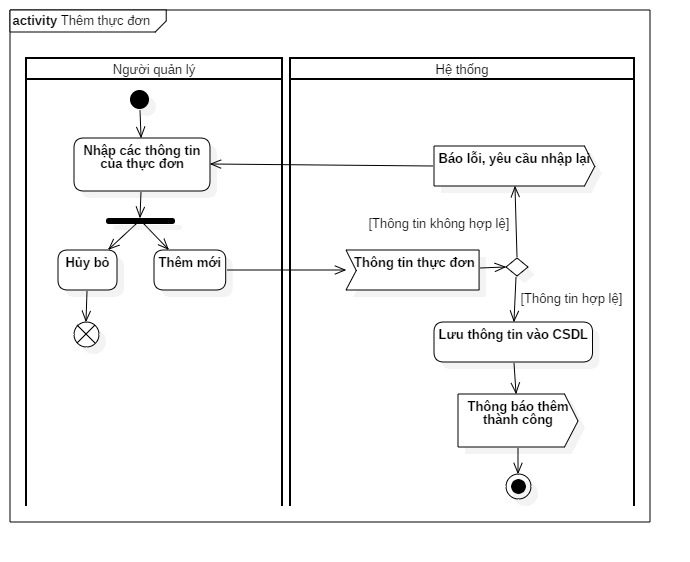 activity Thêm thực đơn
Người quản lý
Hệ thống
Nhập các thông tin
của thực đơn
Báo lỗi, yêu cầu nhập lại
[Thông tin không hợp lệ]
Hủy bỏ
Thêm mới
Thông tin thực đơn
[Thông tin hợp lệ]
Lưu thông tin vào CSDL
Thông báo thêm
thành công